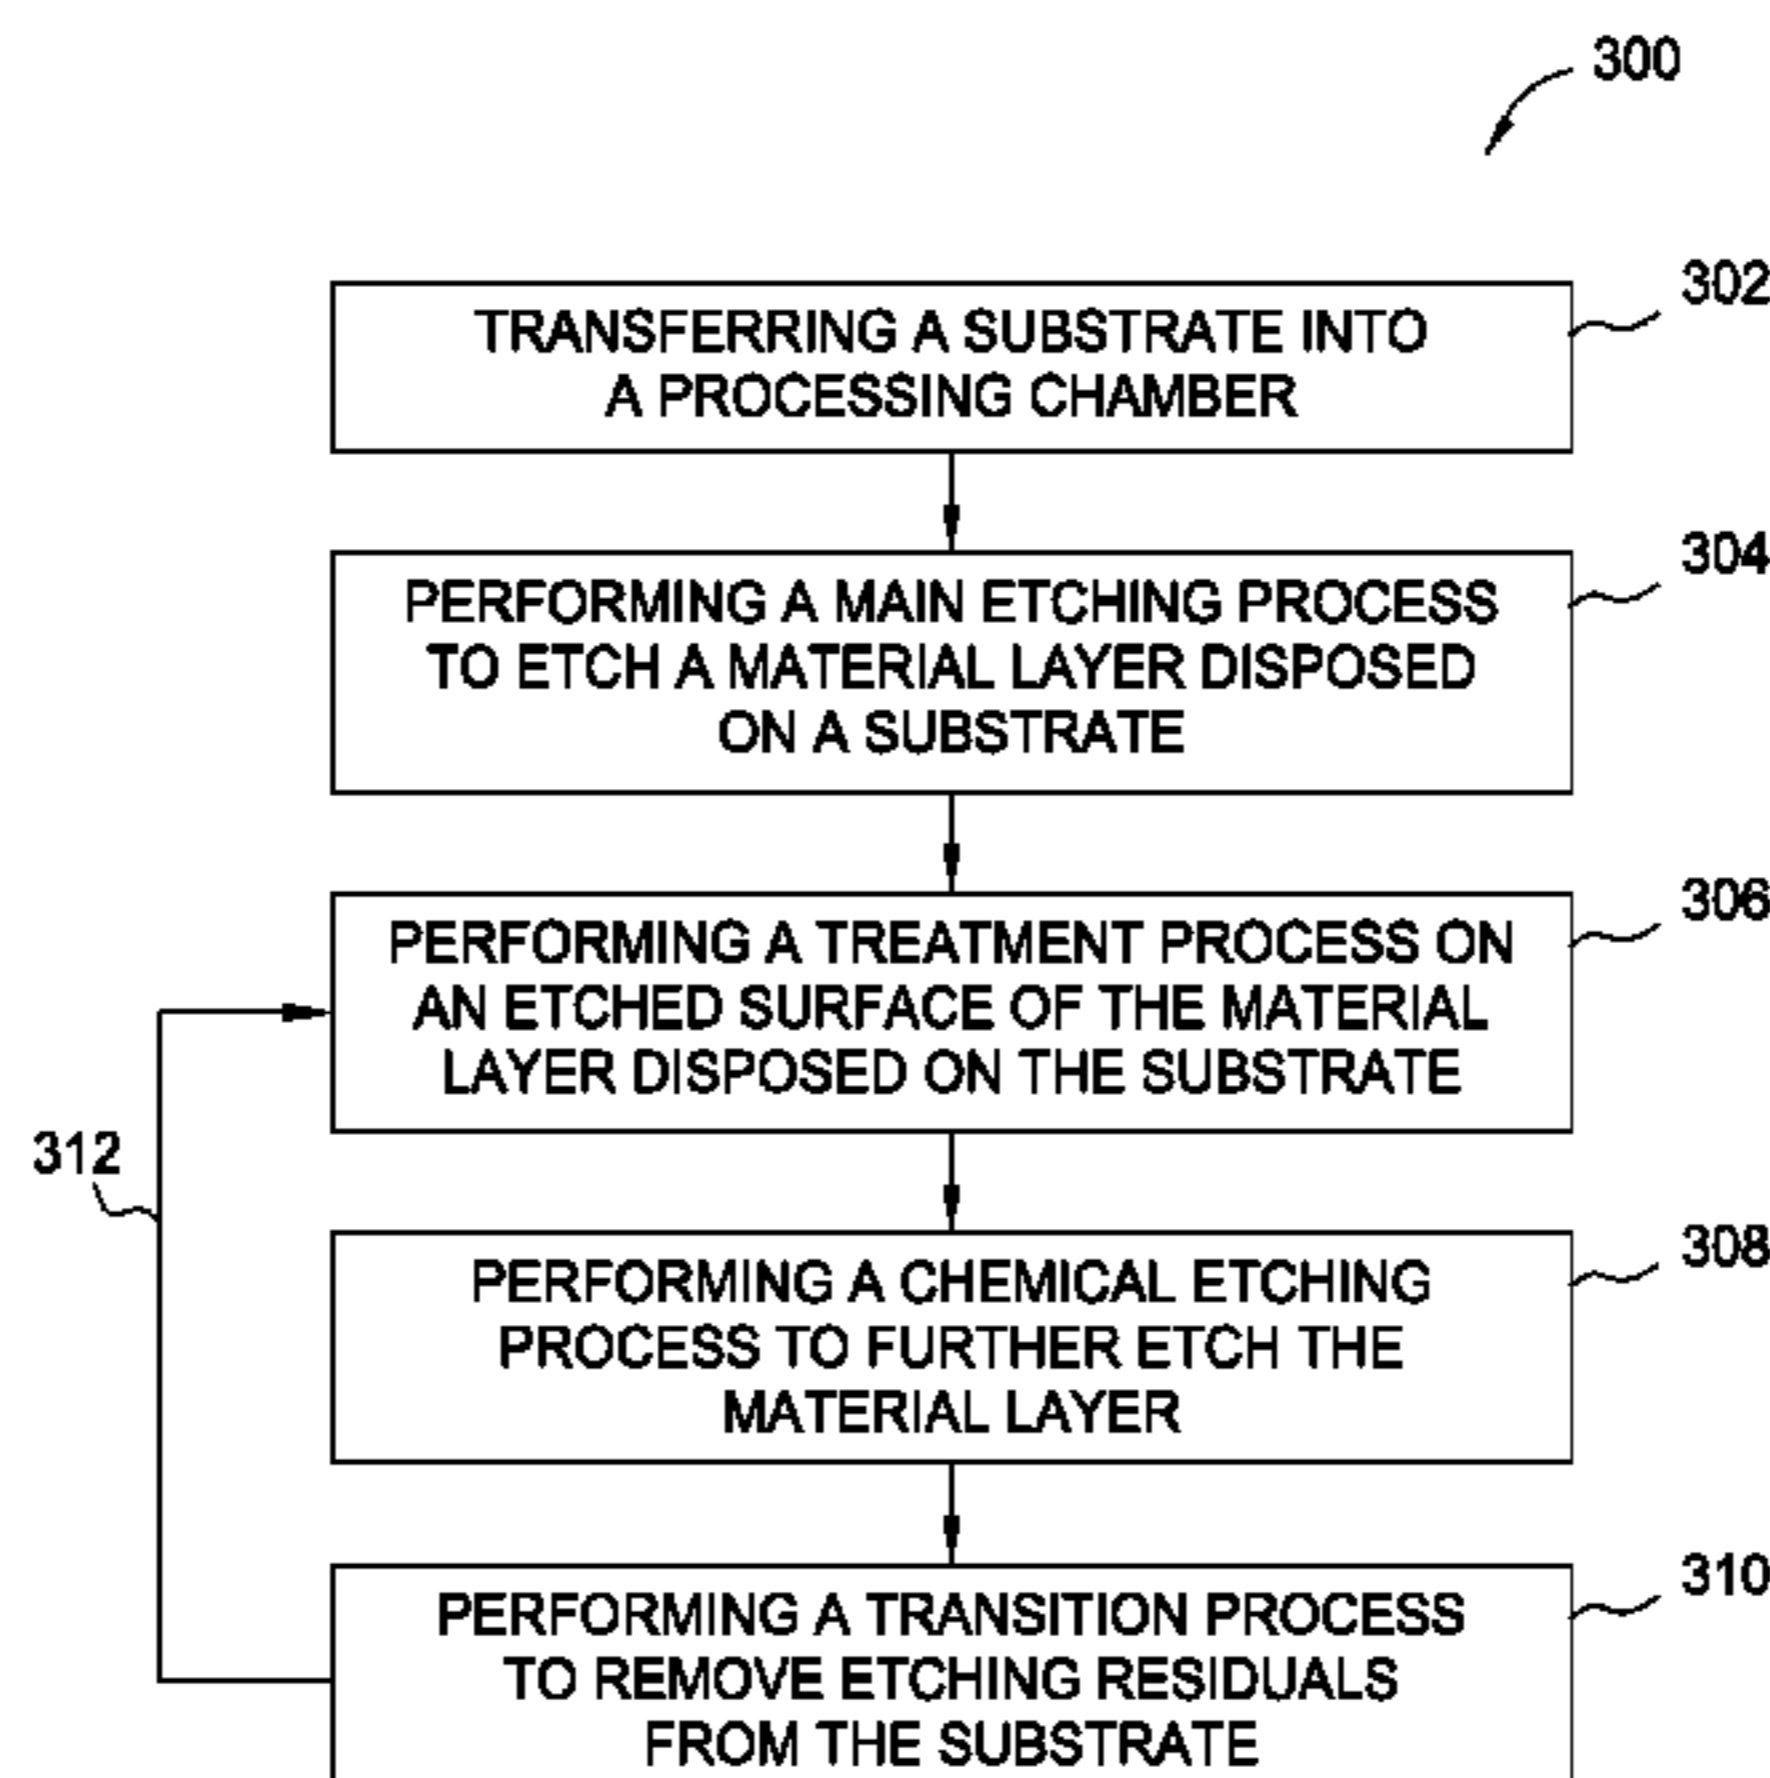 300
302
TRANSFERRING A SUBSTRATE INTO
A PROCESSING CHAMBER
304
PERFORMING A MAIN ETCHING PROCESS
TO ETCH A MATERIAL LAYER DISPOSED
ON A SUBSTRATE
306
PERFORMING A TREATMENT PROCESS ON
AN ETCHED SURFACE OF THE MATERIAL
LAYER DISPOSED ON THE SUBSTRATE
312
308
PERFORMING A CHEMICAL ETCHING
PROCESS TO FURTHER ETCH THE
MATERIAL LAYER
310
PERFORMING A TRANSITION PROCESS
TO REMOVE ETCHING RESIDUALS
FROM THE SUBSTRATE